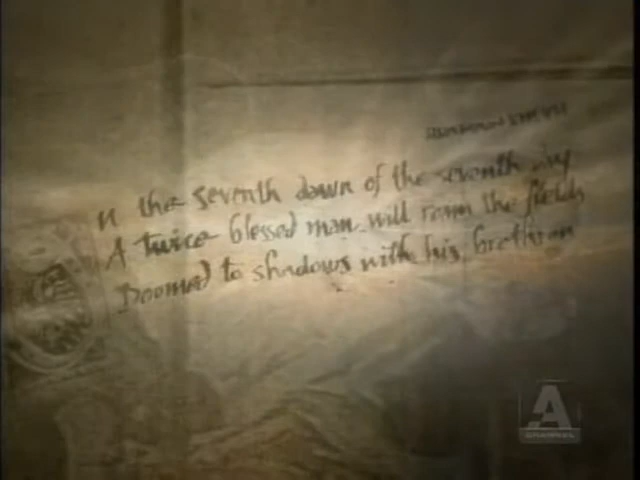 n the seventh dawn of the seventh day
A twice blessed man will roam the fields
Doomed to shadows with his brethren
A
CHANNEL